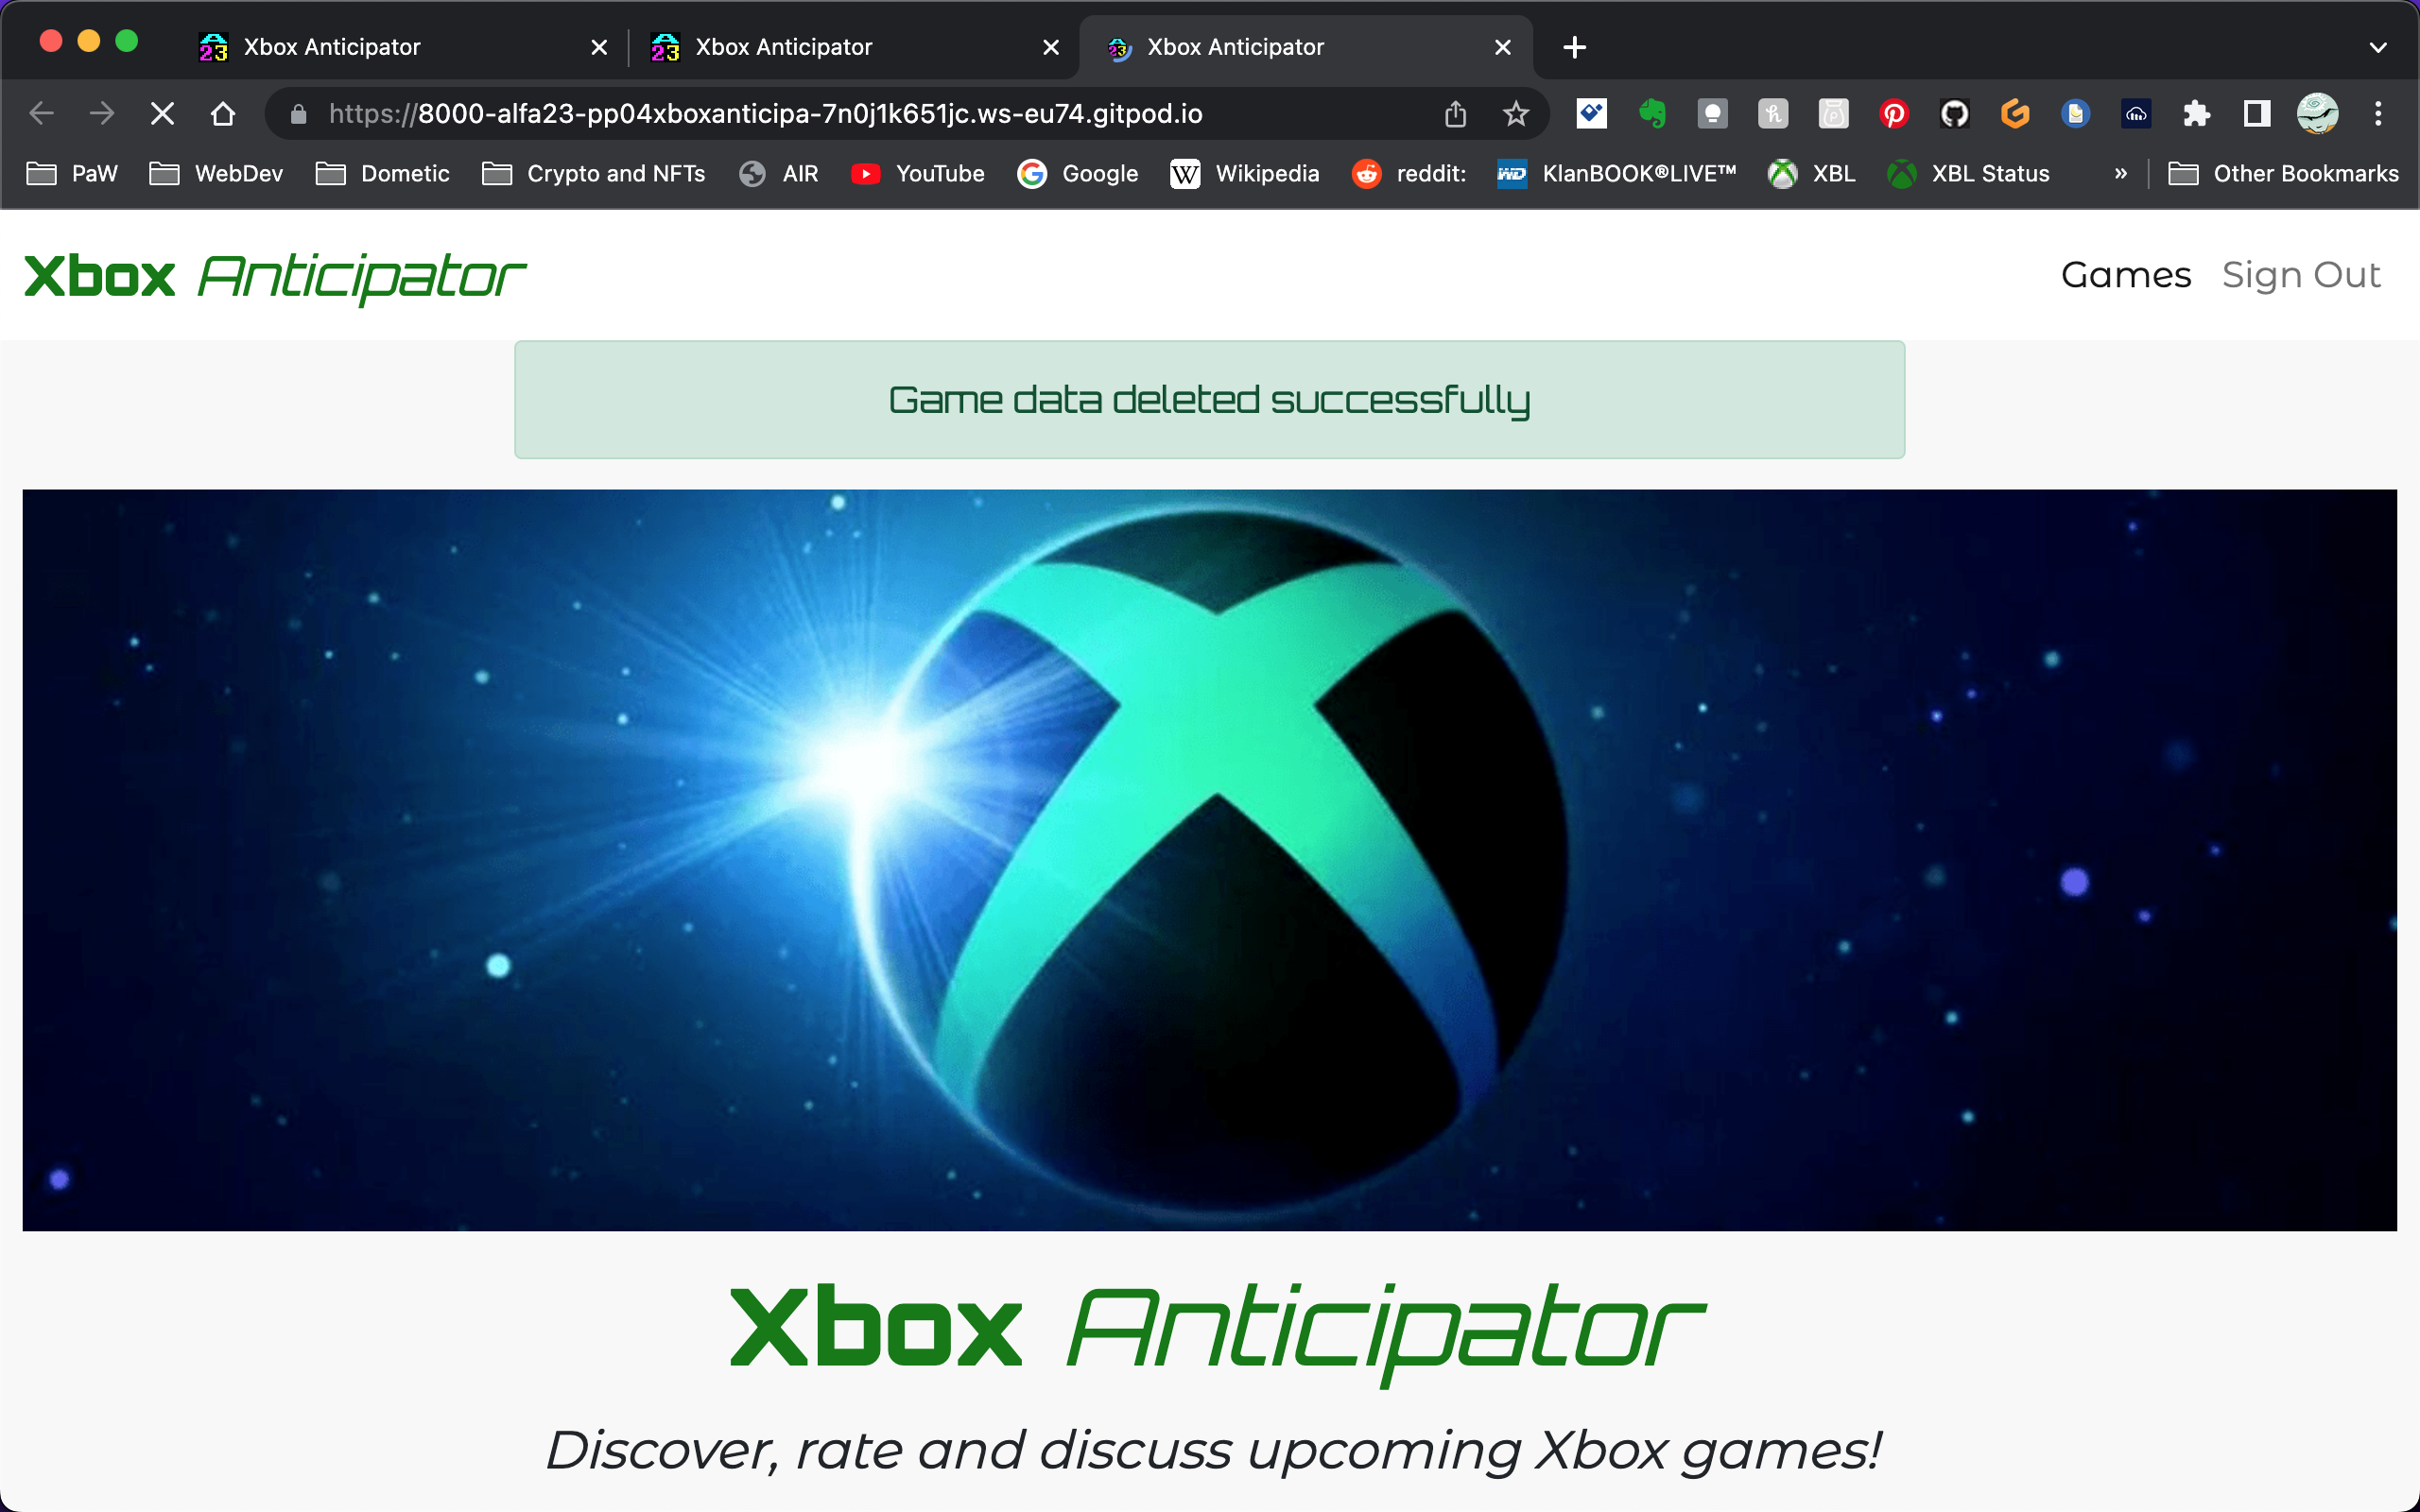 Xbox Anticipator Xbox Anticipator Xbox Anticipator
https://8000-alfa23-pp04xboxanticipa-7n0j1k651jc.ws-eu74.gitpod.io
PaW WebDev Dometic Crypto and NFTs AIR YouTube Google Wikipedia reddit: KlanBOOK®LIVE™ XBL XBL Status » Other Bookmarks
Xbox Anticipator Games Sign Out
Game data deleted successfully
Xbox Anticipator
Discover, rate and discuss upcoming Xbox games!